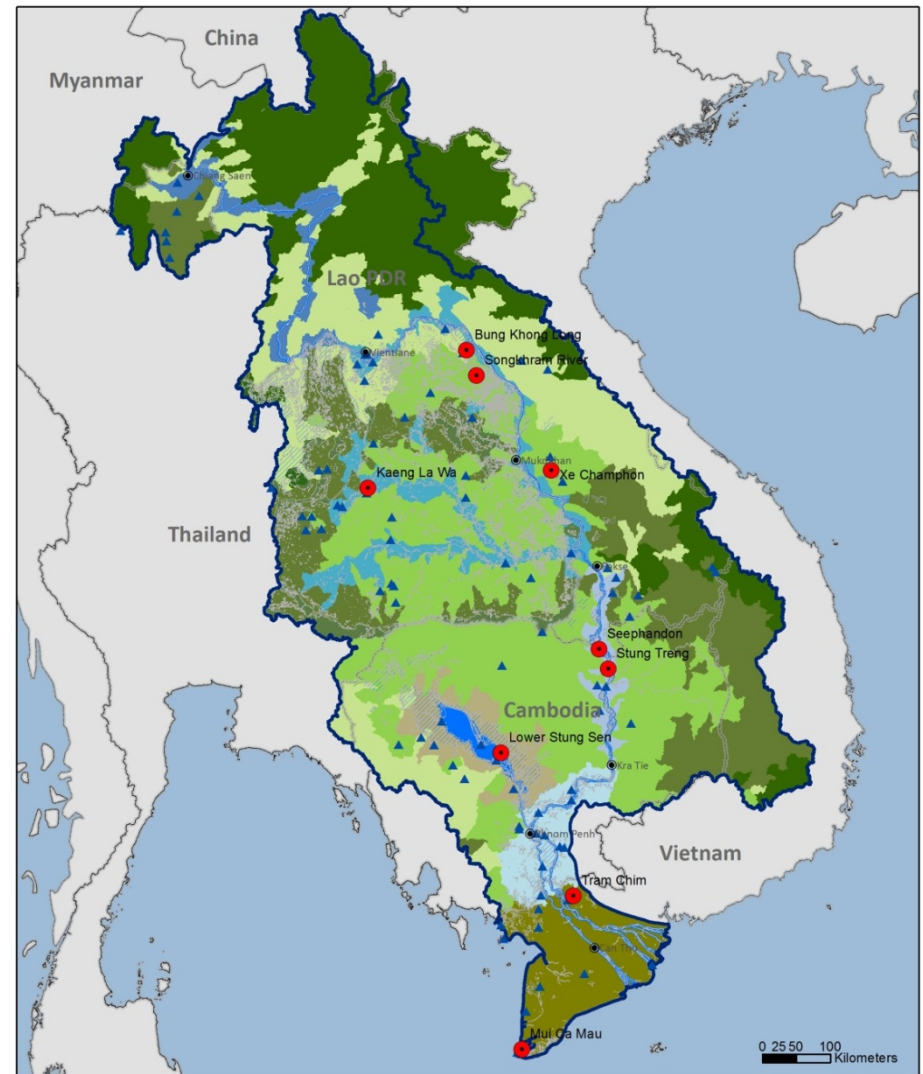 China
Myanmar
Chiang Saen
Lao PDR
Bung Khong Long
Vientiane
Songkhram River
Mukdahan
Kaeng La Wa
Xe Champhon
Thailand
Pakse
Seephandon
Stung Treng
Cambodia
Lower Stung Sen
Kra Tie
Phnom Penh
Vietnam
Tram Chim
Can Tho
Mui Ca Mau
0 25 50 100
Kilometers